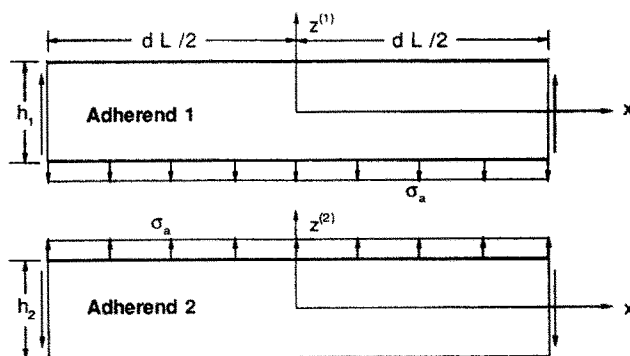 d L /2
z(1)
d L /2
h1
Adherend 1
x
σa
σa
z(2)
h2
Adherend 2
x